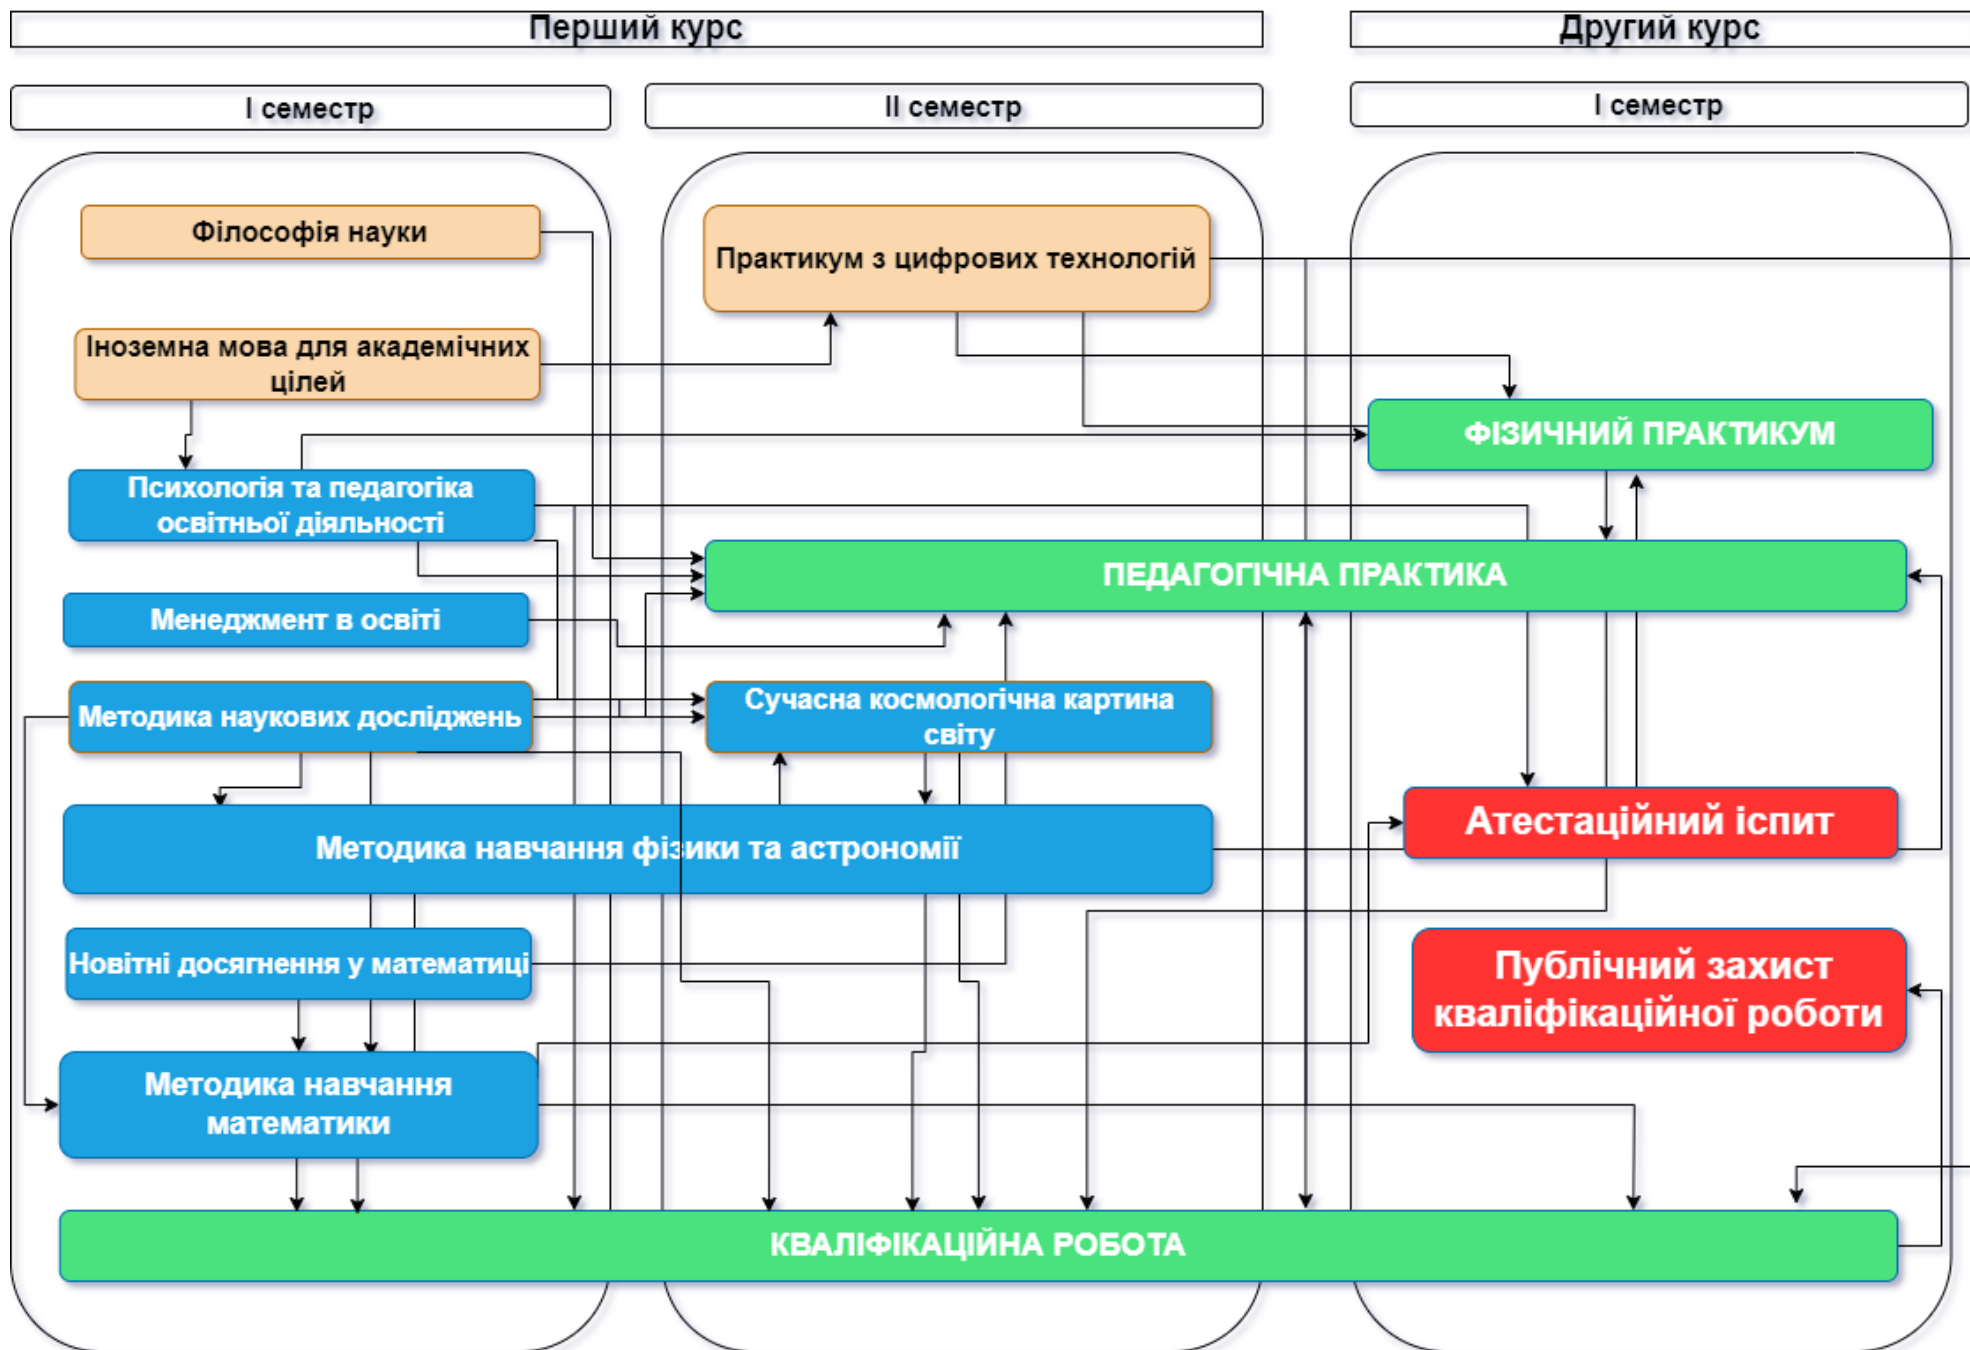 Перший курс
Другий курс
І семестр
ІІ семестр
І семестр
Філософія науки
Практикум з цифрових технологій
Іноземна мова для академічних
цілей
ФІЗИЧНИЙ ПРАКТИКУМ
Психологія та педагогіка
освітньої діяльності
ПЕДАГОГІЧНА ПРАКТИКА
Менеджмент в освіті
Методика наукових досліджень
Сучасна космологічна картина
світу
Атестаційний іспит
Методика навчання фізики та астрономії
Новітні досягнення у математиці
Публічний захист
кваліфікаційної роботи
Методика навчання
математики
КВАЛІФІКАЦІЙНА РОБОТА